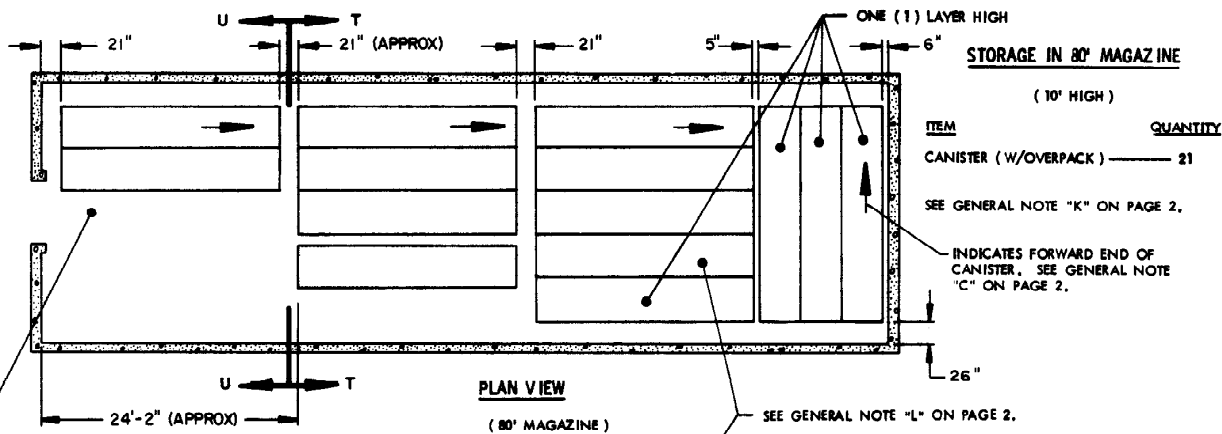 U T
ONE (1) LAYER HIGH
21" 21" (APPROX) 21" 5" 6"
STORAGE IN 80' MAGAZINE
(10' HIGH)
ITEM QUANTITY
CANISTER (W/OVERPACK) 21
SEE GENERAL NOTE "K" ON PAGE 2.
INDICATES FORWARD END OF
CANISTER. SEE GENERAL NOTE
"C" ON PAGE 2.
26"
U T
24'-2" (APPROX)
PLAN VIEW
(80' MAGAZINE)
SEE GENERAL NOTE "L" ON PAGE 2.